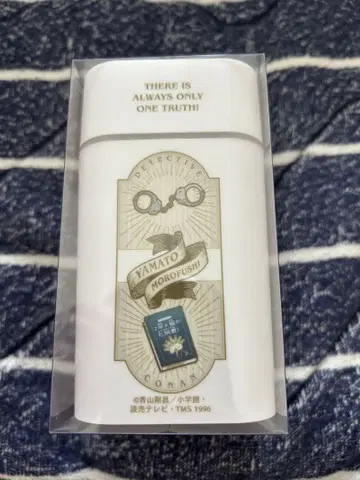 THERE IS
ALWAYS ONLY
ONE TRUTH!
DETECTIVE
YAMATO
MOROFUSHI
CONAN
©青山剛昌／小学館・
読売テレビ・TMS 1996